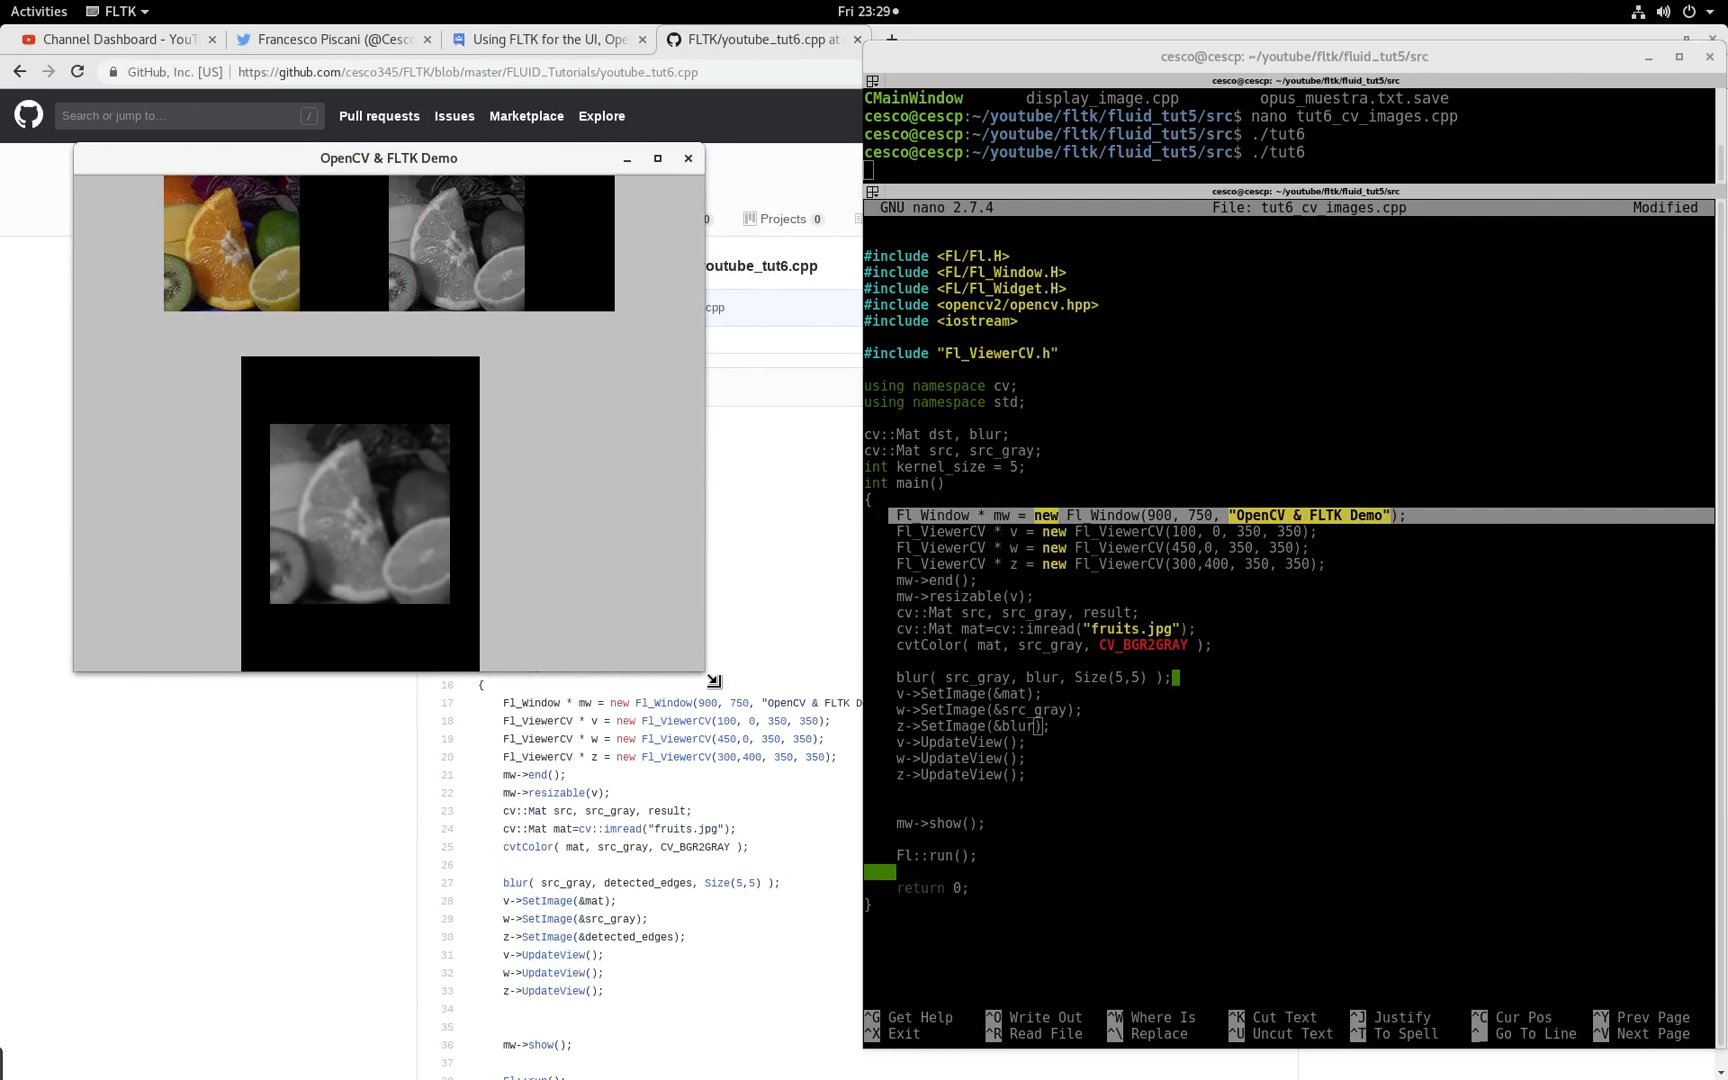 Activities FLTK Fri 23:29
Channel Dashboard - YouT
Francesco Piscani (@Cesco
Using FLTK for the UI, Ope
FLTK/youtube_tut6.cpp at
GitHub, Inc. [US] https://github.com/cesco345/FLTK/blob/master/FLUID_Tutorials/youtube_tut6.cpp
Search or jump to… / Pull requests Issues Marketplace Explore
OpenCV & FLTK Demo
0 Projects 0
outube_tut6.cpp
cpp
16 {
17 Fl_Window * mw = new Fl_Window(900, 750, "OpenCV & FLTK D
18 Fl_ViewerCV * v = new Fl_ViewerCV(100, 0, 350, 350);
19 Fl_ViewerCV * w = new Fl_ViewerCV(450,0, 350, 350);
20 Fl_ViewerCV * z = new Fl_ViewerCV(300,400, 350, 350);
21 mw->end();
22 mw->resizable(v);
23 cv::Mat src, src_gray, result;
24 cv::Mat mat=cv::imread("fruits.jpg");
25 cvtColor( mat, src_gray, CV_BGR2GRAY );
26
27 blur( src_gray, detected_edges, Size(5,5) );
28 v->SetImage(&mat);
29 w->SetImage(&src_gray);
30 z->SetImage(&detected_edges);
31 v->UpdateView();
32 w->UpdateView();
33 z->UpdateView();
34
35
36 mw->show();
37
cesco@cescp: ~/youtube/fltk/fluid_tut5/src
cesco@cescp: ~/youtube/fltk/fluid_tut5/src
CMainWindow display_image.cpp opus_muestra.txt.save
cesco@cescp:~/youtube/fltk/fluid_tut5/src$ nano tut6_cv_images.cpp
cesco@cescp:~/youtube/fltk/fluid_tut5/src$ ./tut6
cesco@cescp:~/youtube/fltk/fluid_tut5/src$ ./tut6
cesco@cescp: ~/youtube/fltk/fluid_tut5/src
GNU nano 2.7.4 File: tut6_cv_images.cpp Modified
#include <FL/Fl.H>
#include <FL/Fl_Window.H>
#include <FL/Fl_Widget.H>
#include <opencv2/opencv.hpp>
#include <iostream>
#include "Fl_ViewerCV.h"
using namespace cv;
using namespace std;
cv::Mat dst, blur;
cv::Mat src, src_gray;
int kernel_size = 5;
int main()
{
Fl_Window * mw = new Fl_Window(900, 750, "OpenCV & FLTK Demo");
Fl_ViewerCV * v = new Fl_ViewerCV(100, 0, 350, 350);
Fl_ViewerCV * w = new Fl_ViewerCV(450,0, 350, 350);
Fl_ViewerCV * z = new Fl_ViewerCV(300,400, 350, 350);
mw->end();
mw->resizable(v);
cv::Mat src, src_gray, result;
cv::Mat mat=cv::imread("fruits.jpg");
cvtColor( mat, src_gray, CV_BGR2GRAY );
blur( src_gray, blur, Size(5,5) );
v->SetImage(&mat);
w->SetImage(&src_gray);
z->SetImage(&blur);
v->UpdateView();
w->UpdateView();
z->UpdateView();
mw->show();
Fl::run();
return 0;
}
^G Get Help ^O Write Out ^W Where Is ^K Cut Text ^J Justify ^C Cur Pos ^Y Prev Page
^X Exit ^R Read File ^\ Replace ^U Uncut Text ^T To Spell ^_ Go To Line ^V Next Page